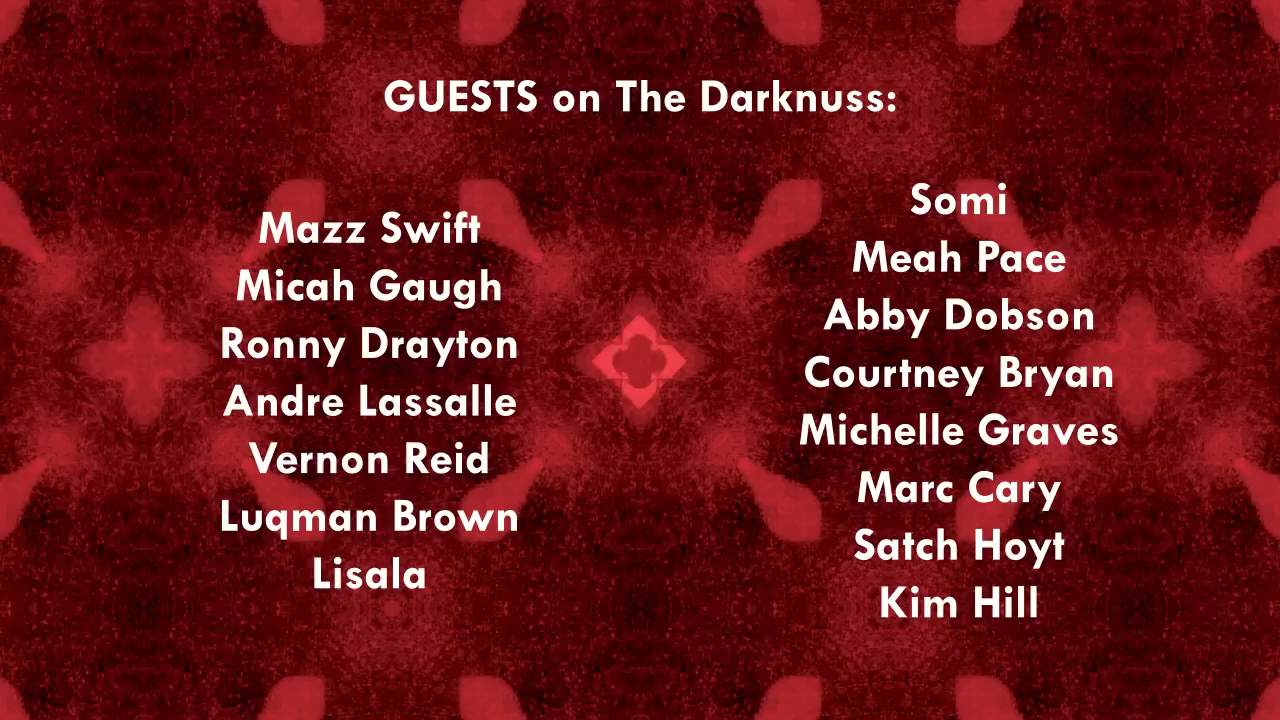 GUESTS on The Darknuss:
Mazz Swift
Micah Gaugh
Ronny Drayton
Andre Lassalle
Vernon Reid
Luqman Brown
Lisala
Somi
Meah Pace
Abby Dobson
Courtney Bryan
Michelle Graves
Marc Cary
Satch Hoyt
Kim Hill